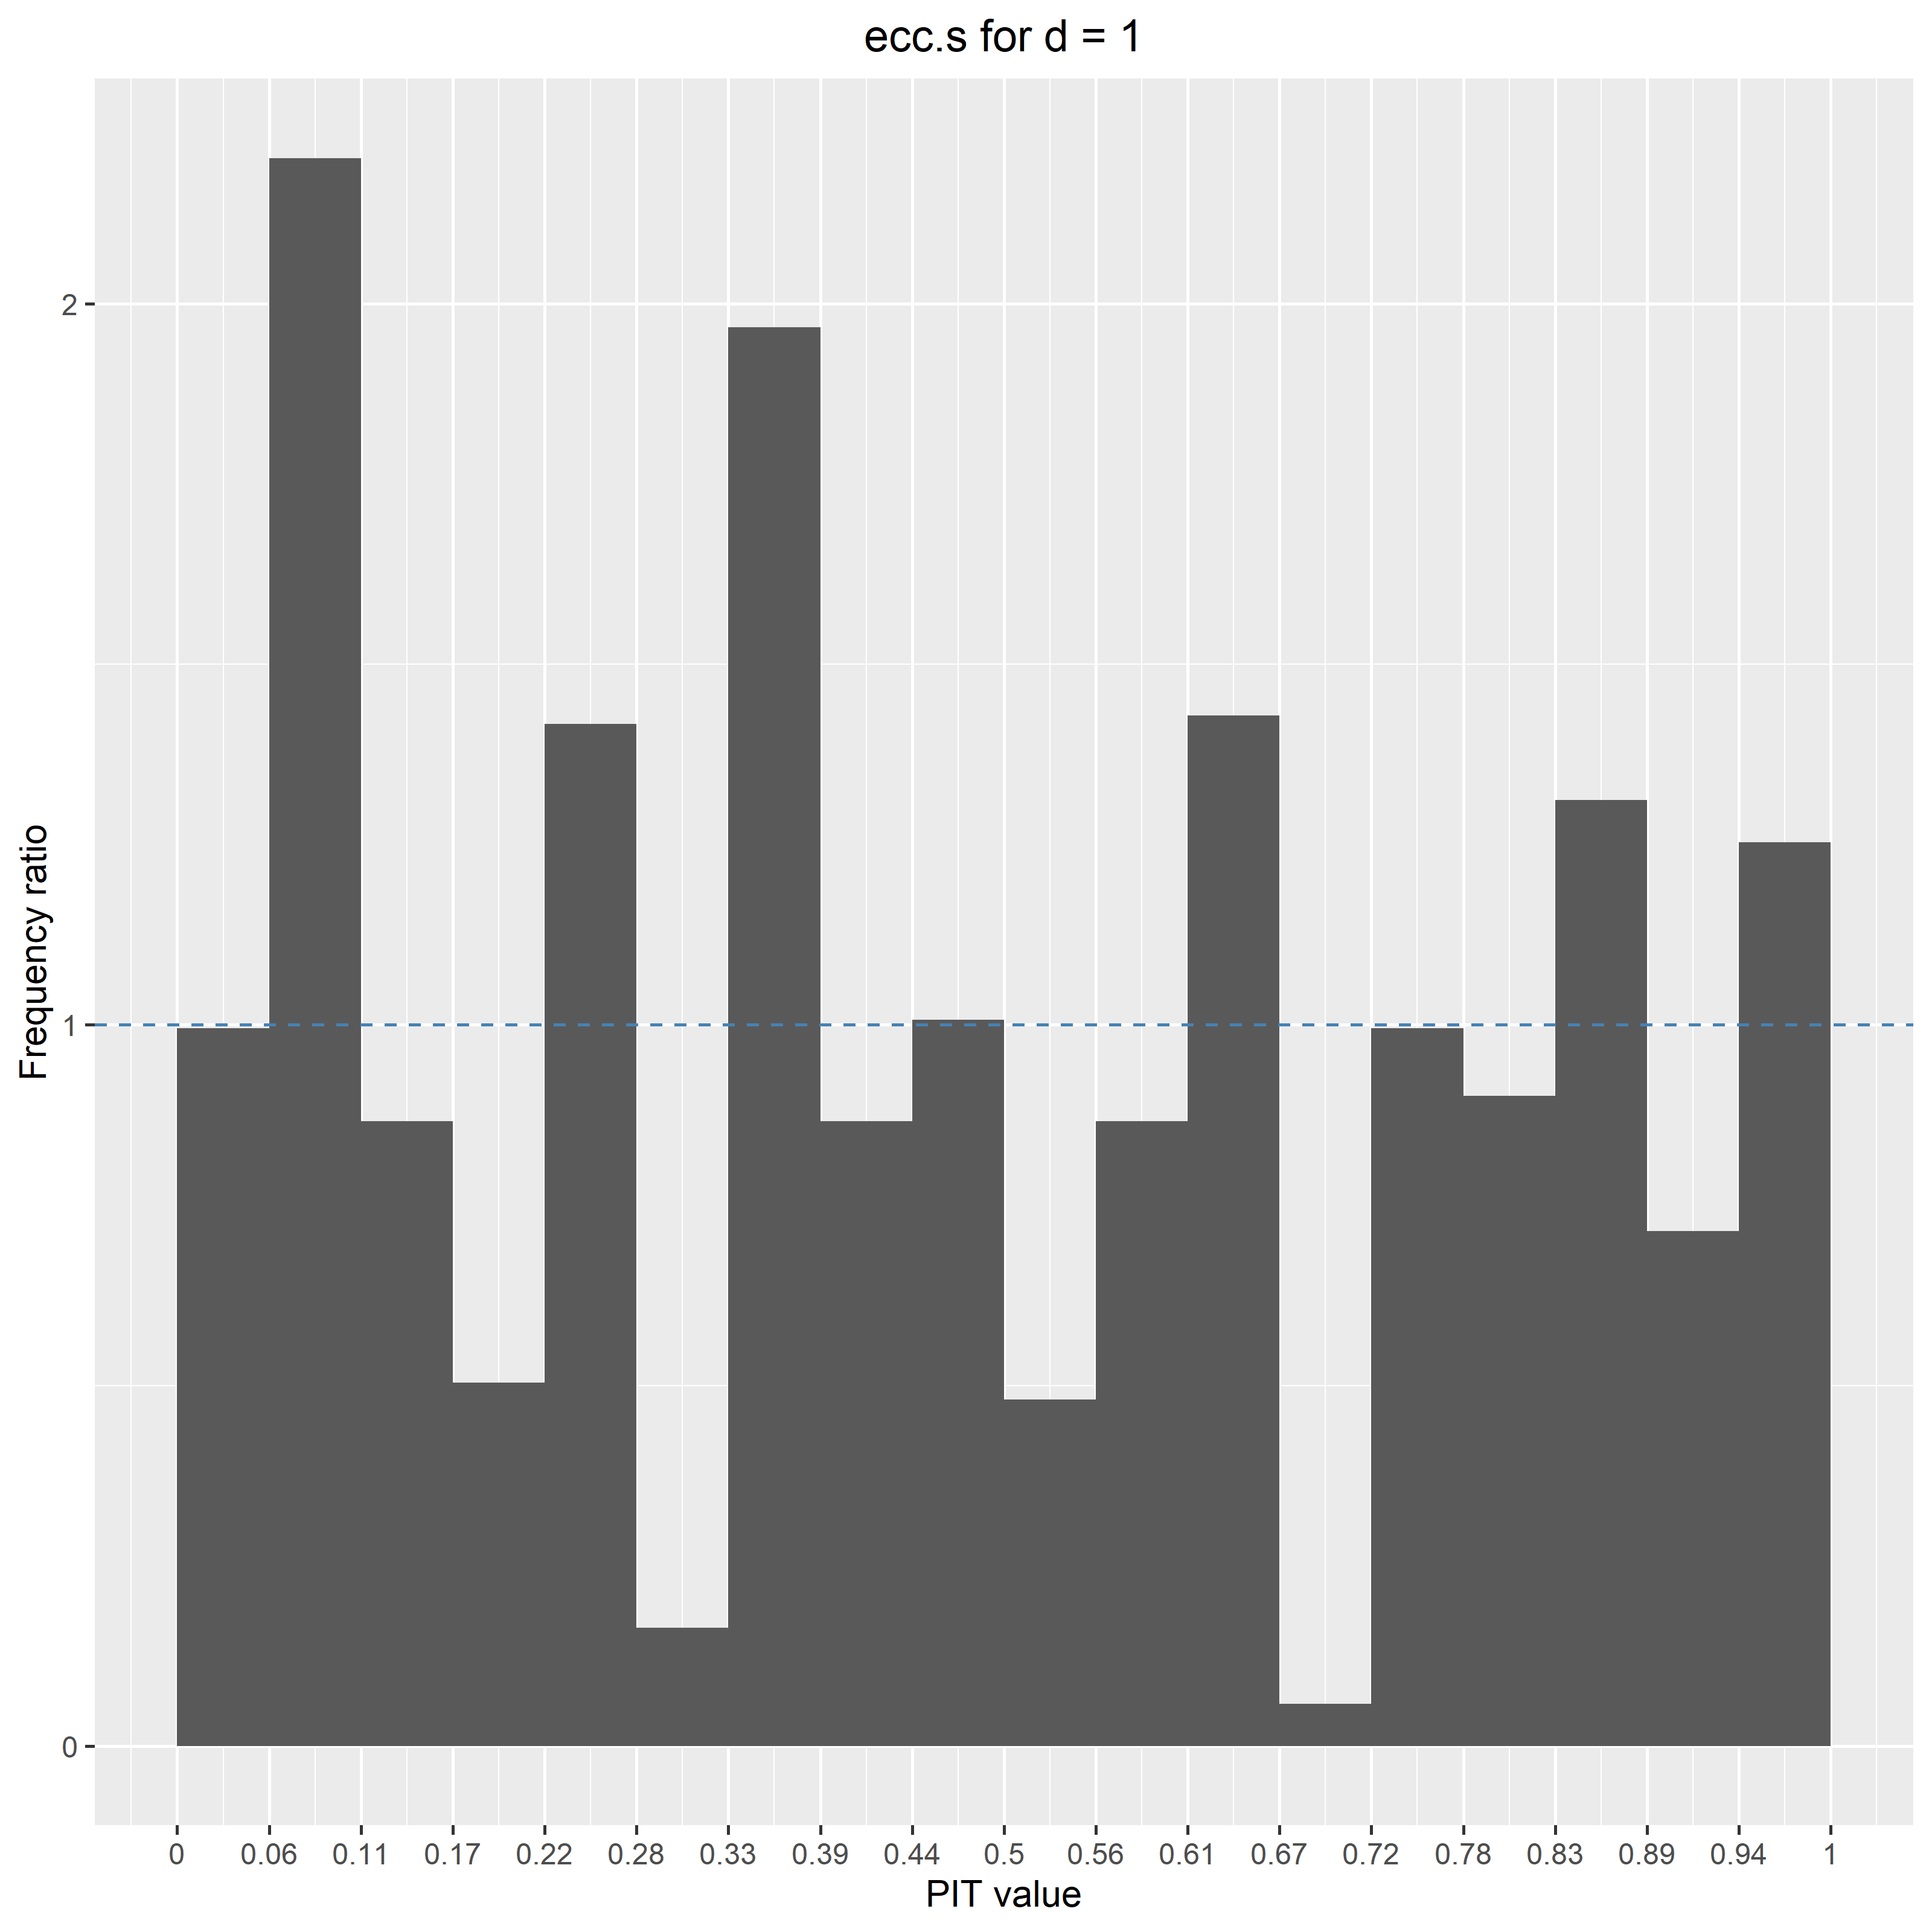 ecc.s for d = 1
Frequency ratio
2
1
0
0 0.06 0.11 0.17 0.22 0.28 0.33 0.39 0.44 0.5 0.56 0.61 0.67 0.72 0.78 0.83 0.89 0.94 1
PIT value